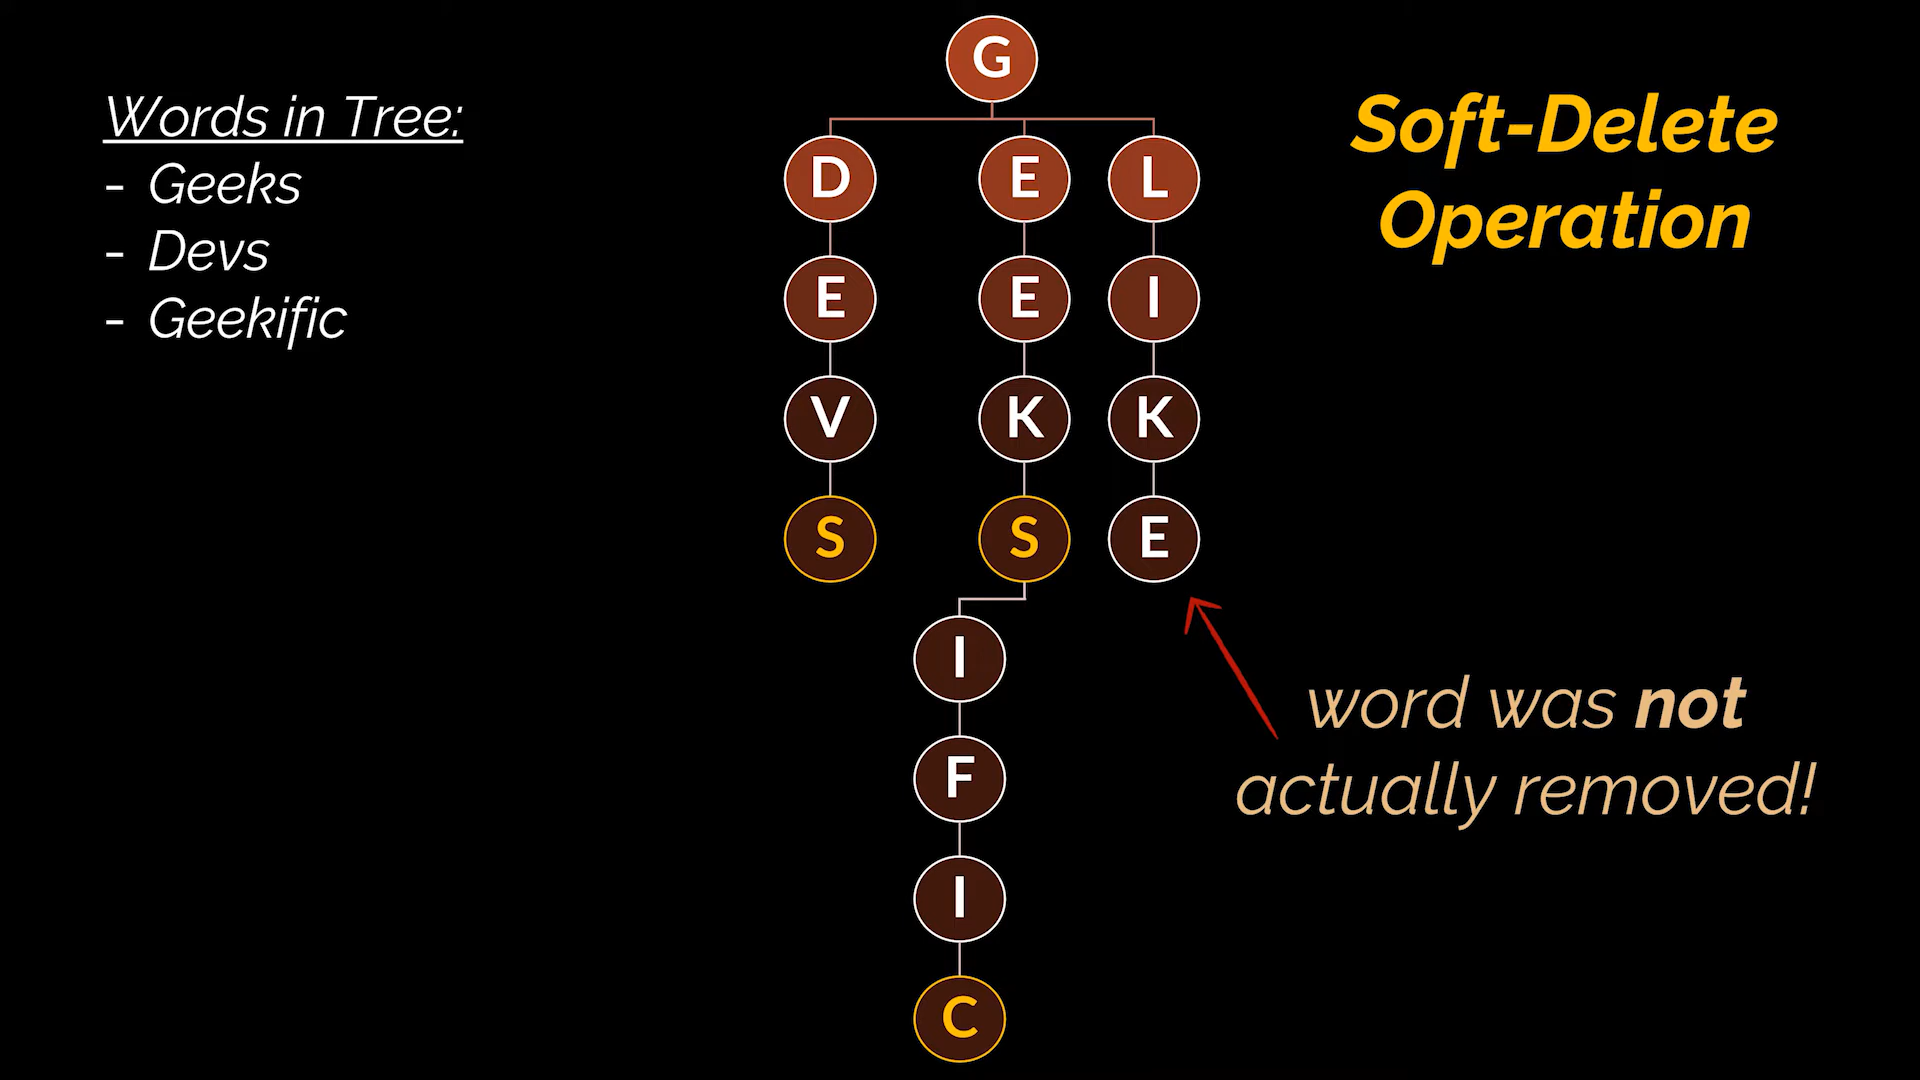 Words in Tree:
- Geeks
- Devs
- Geekific
Soft-Delete
Operation
G
D E L
E E I
V K K
S S E
I
F
I
C
word was not
actually removed!